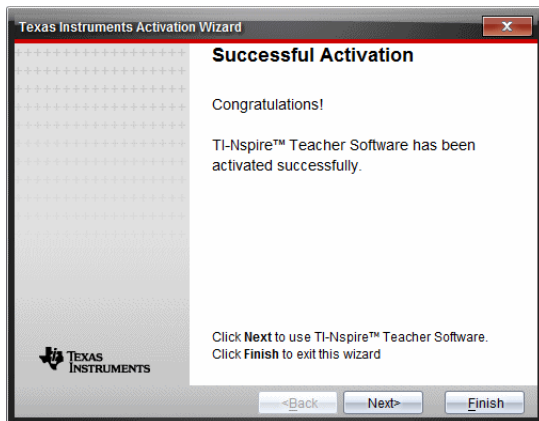 Texas Instruments Activation Wizard
Successful Activation
Congratulations!
TI-Nspire™ Teacher Software has been
activated successfully.
Click Next to use TI-Nspire™ Teacher Software.
Click Finish to exit this wizard
TEXAS
INSTRUMENTS
<Back Next> Finish